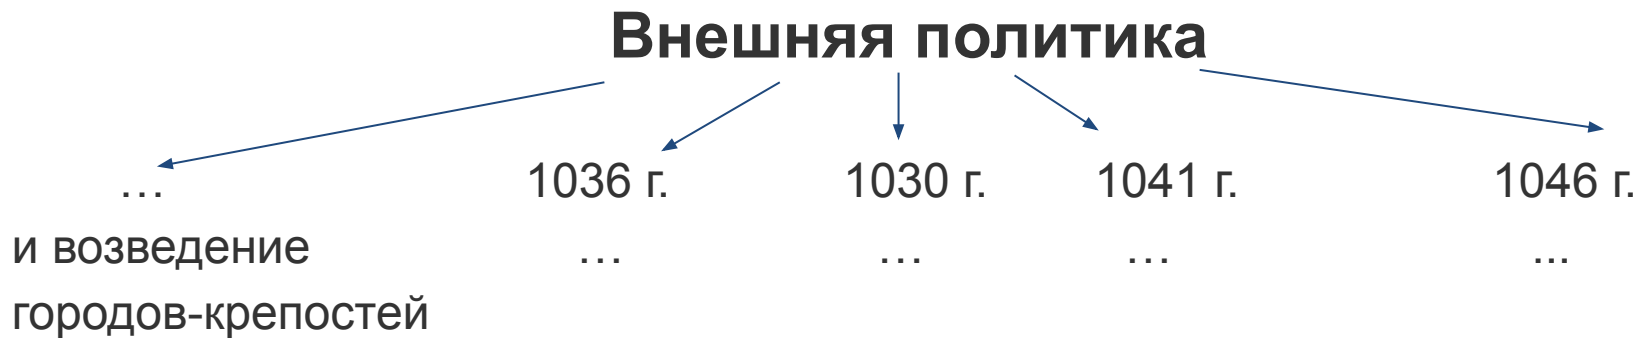 Внешняя политика
… 1036 г. 1030 г. 1041 г. 1046 г.
и возведение … … … ...
городов-крепостей